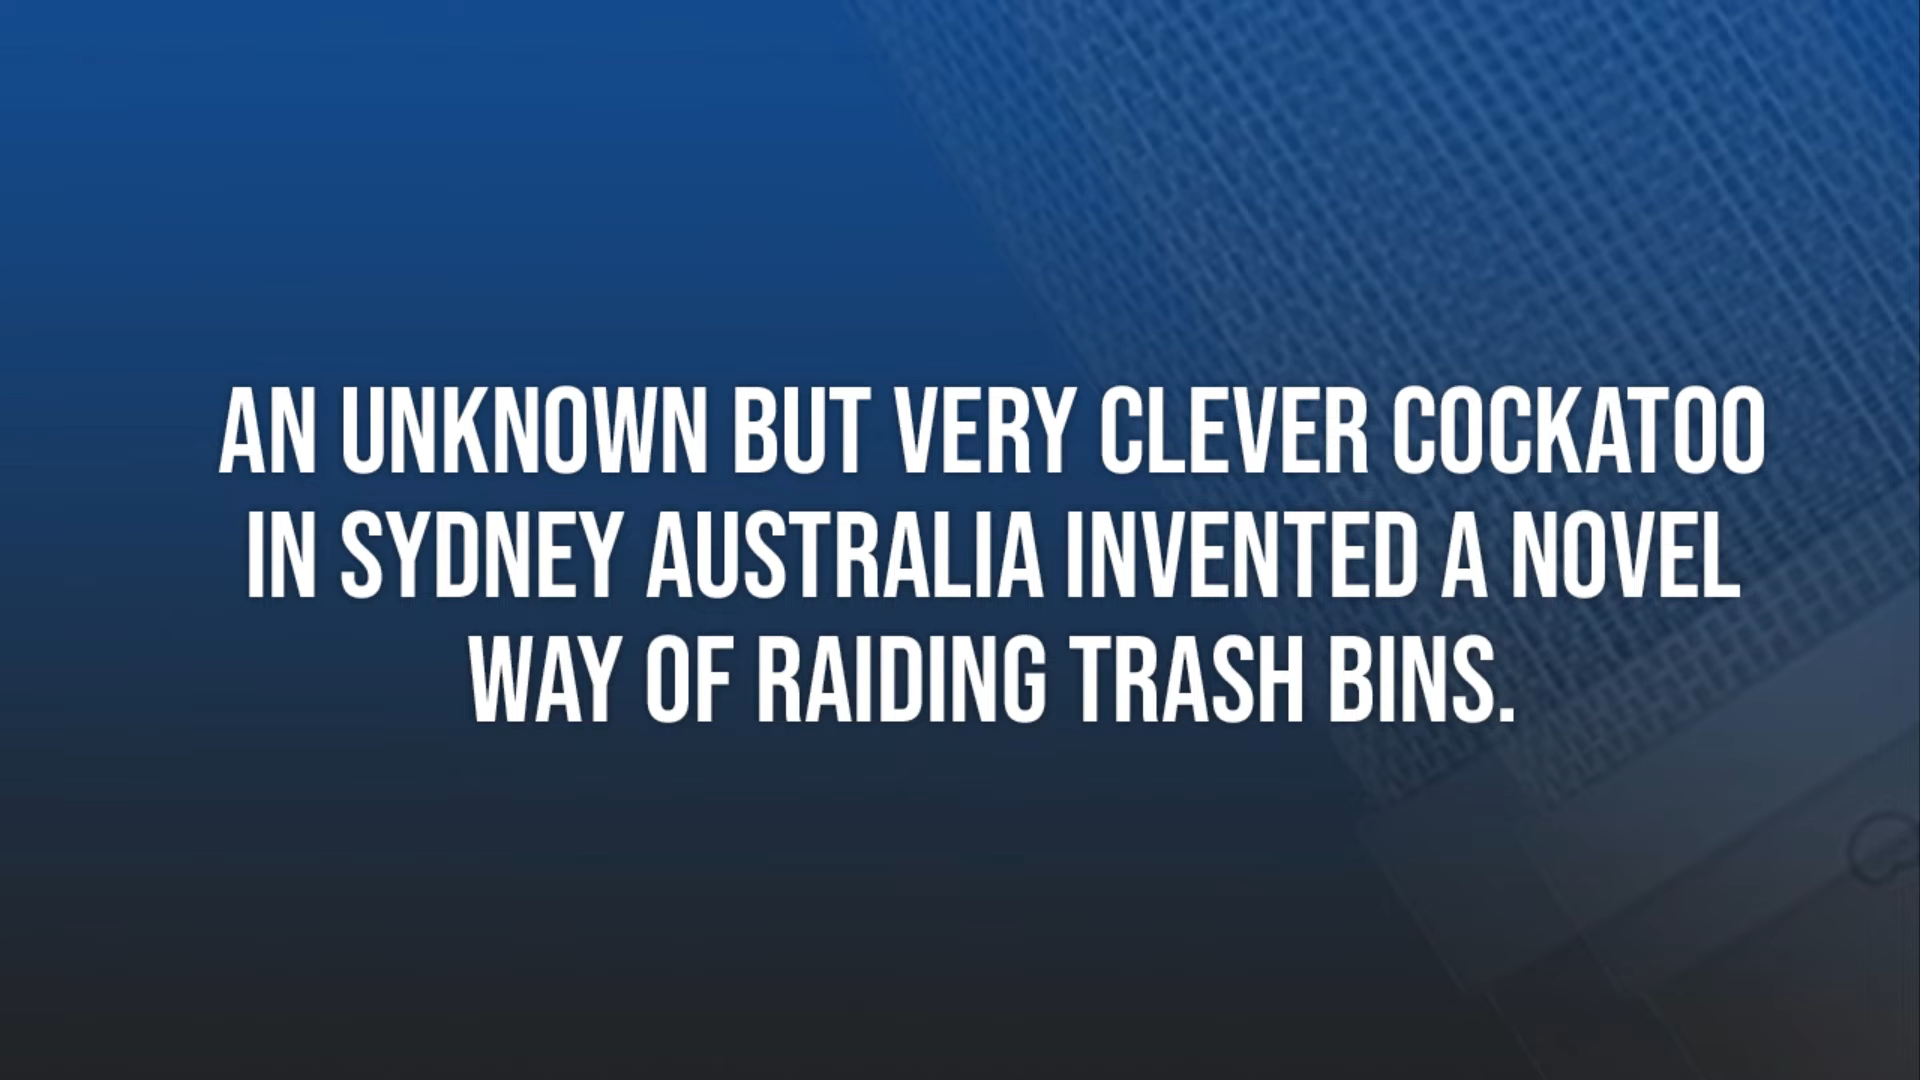 AN UNKNOWN BUT VERY CLEVER COCKATOO
IN SYDNEY AUSTRALIA INVENTED A NOVEL
WAY OF RAIDING TRASH BINS.